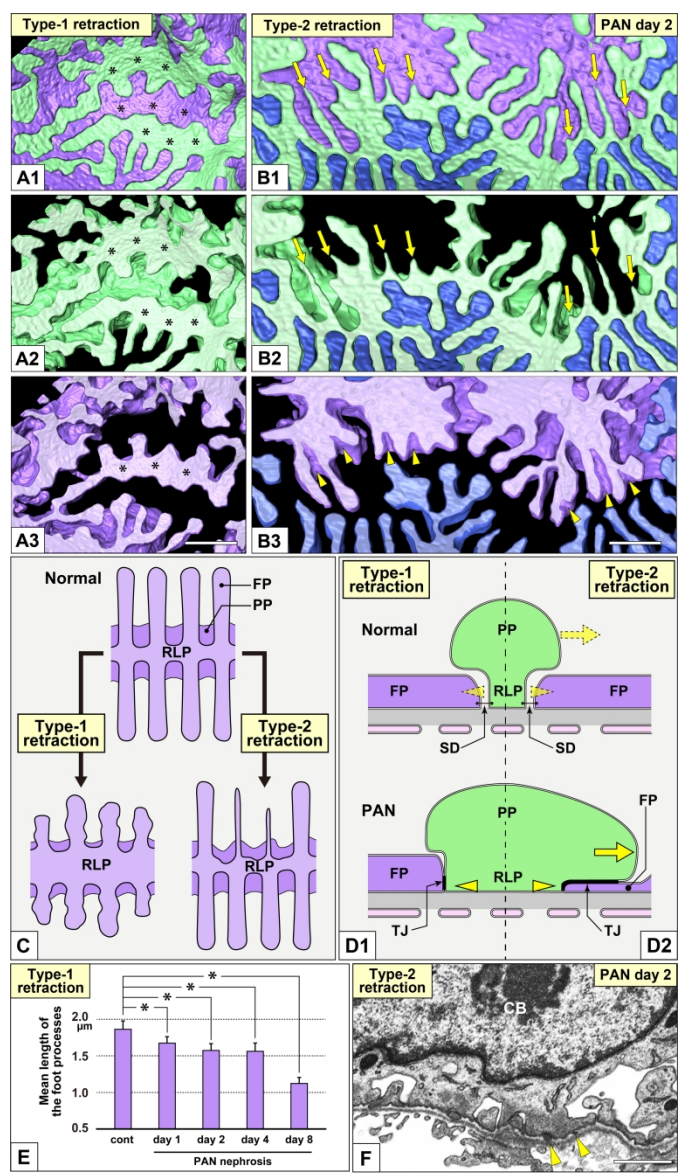 Type-1 retraction
Type-2 retraction
PAN day 2
* * *
* * *
* * *
A1
B1
* * *
* * *
A2
B2
* * *
A3
B3
Normal
FP
PP
RLP
Type-1
retraction
Type-2
retraction
RLP
RLP
C
Type-1
retraction
Type-2
retraction
Normal
PP
FP
RLP
FP
SD
SD
PAN
PP
FP
FP
RLP
TJ
TJ
D1
D2
Type-1
retraction
*
*
*
*
Mean length of
the foot processes
2.0
μm
1.5
1.0
0.5
cont
day 1
day 2
day 4
day 8
PAN nephrosis
E
Type-2
retraction
PAN day 2
CB
F